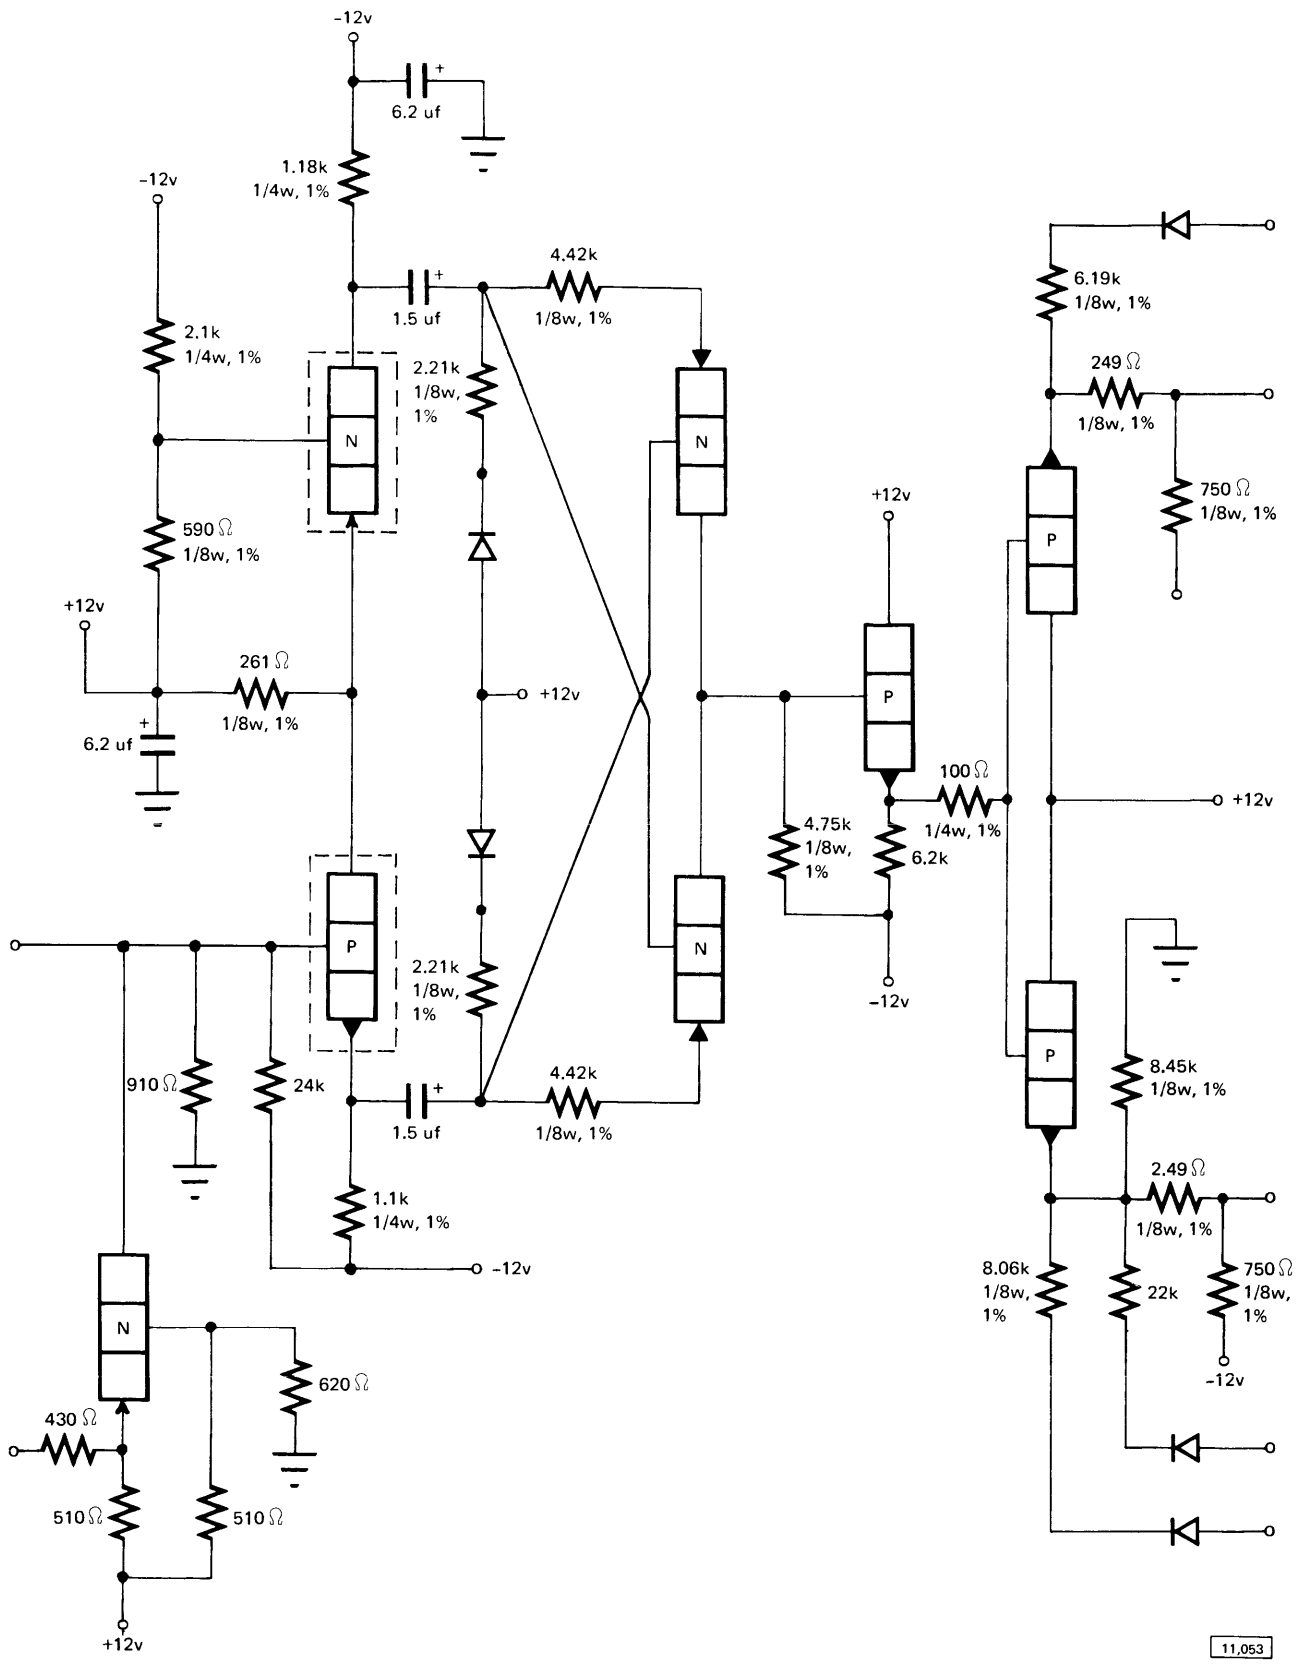 -12v
6.2 uf
1.18k
1/4w, 1%
-12v
4.42k
1/8w, 1%
1.5 uf
6.19k
1/8w, 1%
2.1k
1/4w, 1%
2.21k
1/8w,
1%
249 Ω
1/8w, 1%
N
N
750 Ω
1/8w, 1%
+12v
590 Ω
1/8w, 1%
P
+12v
261 Ω
1/8w, 1%
+12v
P
6.2 uf
100 Ω
1/4w, 1%
+12v
4.75k
1/8w,
1%
6.2k
P
2.21k
1/8w,
1%
N
-12v
P
910 Ω
24k
4.42k
1/8w, 1%
1.5 uf
8.45k
1/8w, 1%
1.1k
1/4w, 1%
2.49 Ω
1/8w, 1%
-12v
8.06k
1/8w,
1%
22k
750 Ω
1/8w,
1%
N
-12v
620 Ω
430 Ω
510 Ω
510 Ω
+12v
11,053